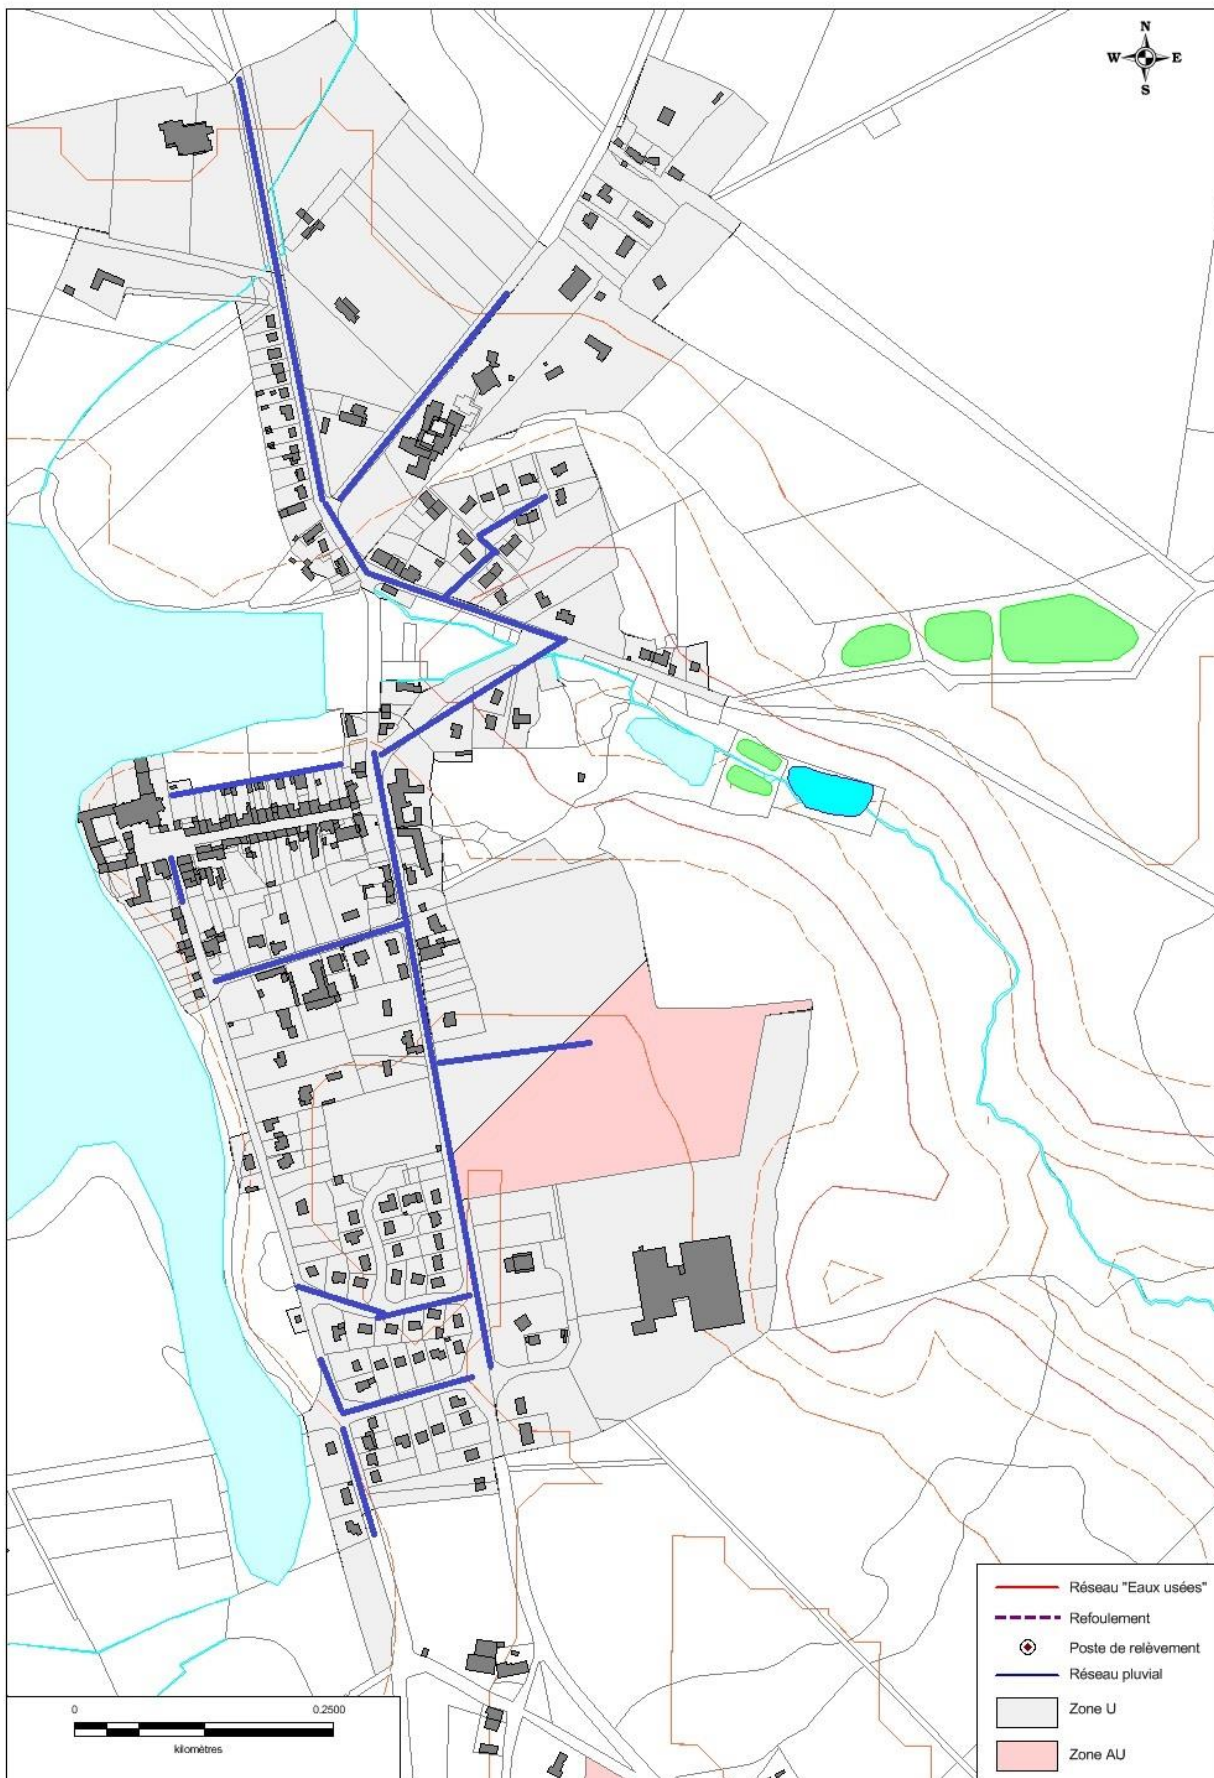 N
W E
S
Réseau "Eaux usées"
Refoulement
Poste de relèvement
Réseau pluvial
Zone U
Zone AU
0 0.2500
kilomètres